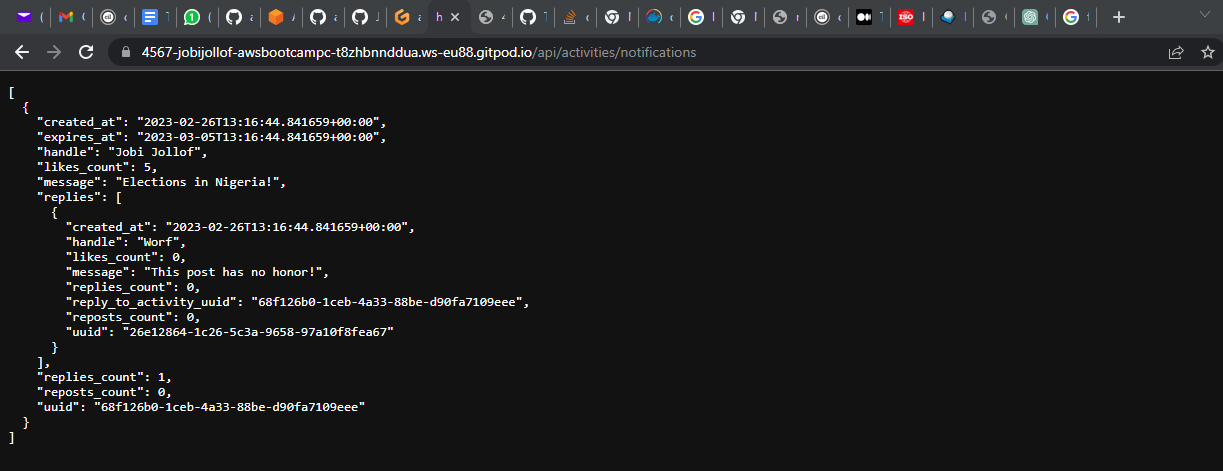 4567-jobijollof-awsbootcampc-t8zhbnnddua.ws-eu88.gitpod.io/api/activities/notifications
[
  {
    "created_at": "2023-02-26T13:16:44.841659+00:00",
    "expires_at": "2023-03-05T13:16:44.841659+00:00",
    "handle": "Jobi Jollof",
    "likes_count": 5,
    "message": "Elections in Nigeria!",
    "replies": [
      {
        "created_at": "2023-02-26T13:16:44.841659+00:00",
        "handle": "Worf",
        "likes_count": 0,
        "message": "This post has no honor!",
        "replies_count": 0,
        "reply_to_activity_uuid": "68f126b0-1ceb-4a33-88be-d90fa7109eee",
        "reposts_count": 0,
        "uuid": "26e12864-1c26-5c3a-9658-97a10f8fea67"
      }
    ],
    "replies_count": 1,
    "reposts_count": 0,
    "uuid": "68f126b0-1ceb-4a33-88be-d90fa7109eee"
  }
]